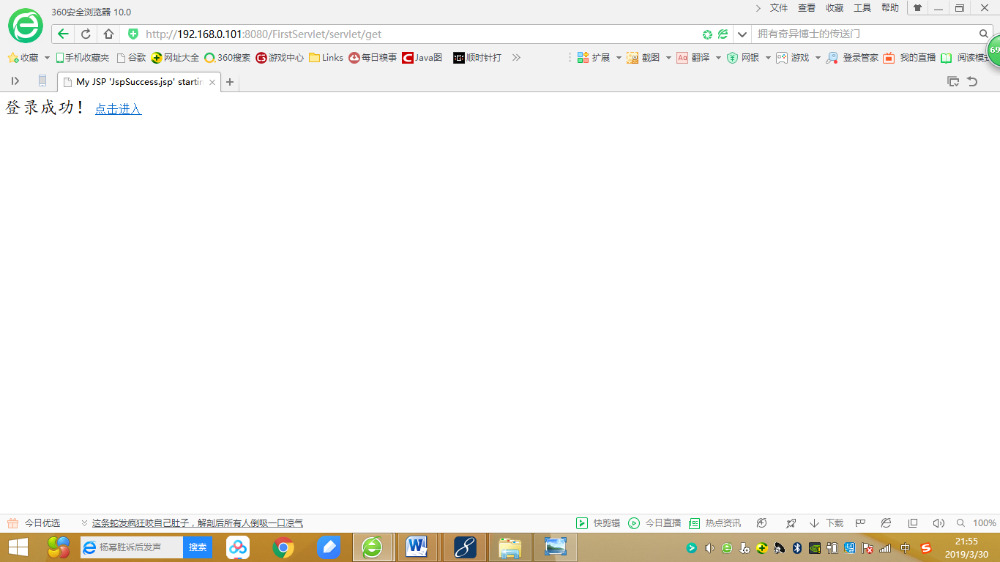 360安全浏览器 10.0
文件 查看 收藏 工具 帮助
http://192.168.0.101:8080/FirstServlet/servlet/get
拥有奇异博士的传送门
69
收藏 手机收藏夹 谷歌 网址大全 360搜索 游戏中心 Links 每日糗事 Java图 顺时针打 扩展 截图 翻译 网银 游戏 登录管家 我的直播 阅读模式
My JSP 'JspSuccess.jsp' startin
登录成功！ 点击进入
今日优选 这条蛇发疯狂咬自己肚子，解剖后所有人倒吸一口凉气 快剪辑 今日直播 热点资讯 下载 100%
杨幂胜诉后发声 搜索
中
21:55
2019/3/30